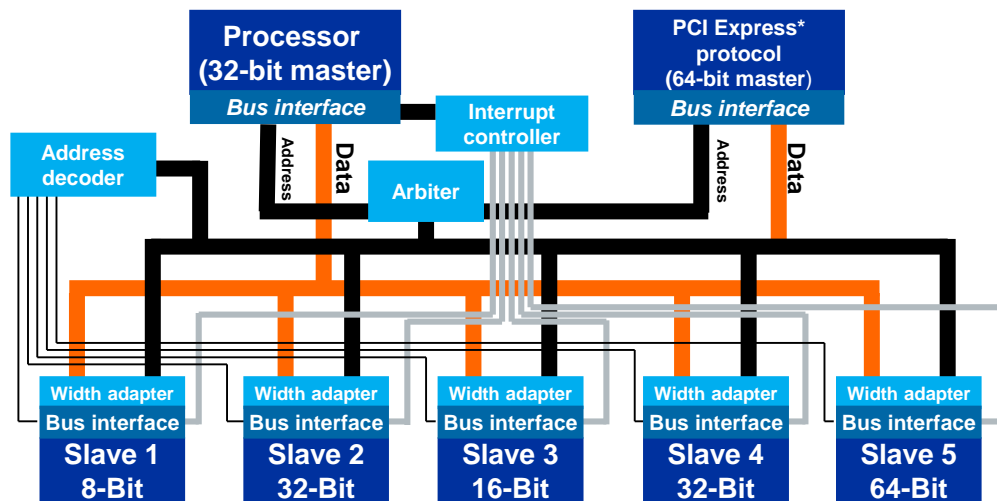 Processor
(32-bit master)
Bus interface
PCI Express*
protocol
(64-bit master)
Bus interface
Interrupt
controller
Address
decoder
Address
Data
Arbiter
Address
Data
Width adapter
Bus interface
Slave 1
8-Bit
Width adapter
Bus interface
Slave 2
32-Bit
Width adapter
Bus interface
Slave 3
16-Bit
Width adapter
Bus interface
Slave 4
32-Bit
Width adapter
Bus interface
Slave 5
64-Bit